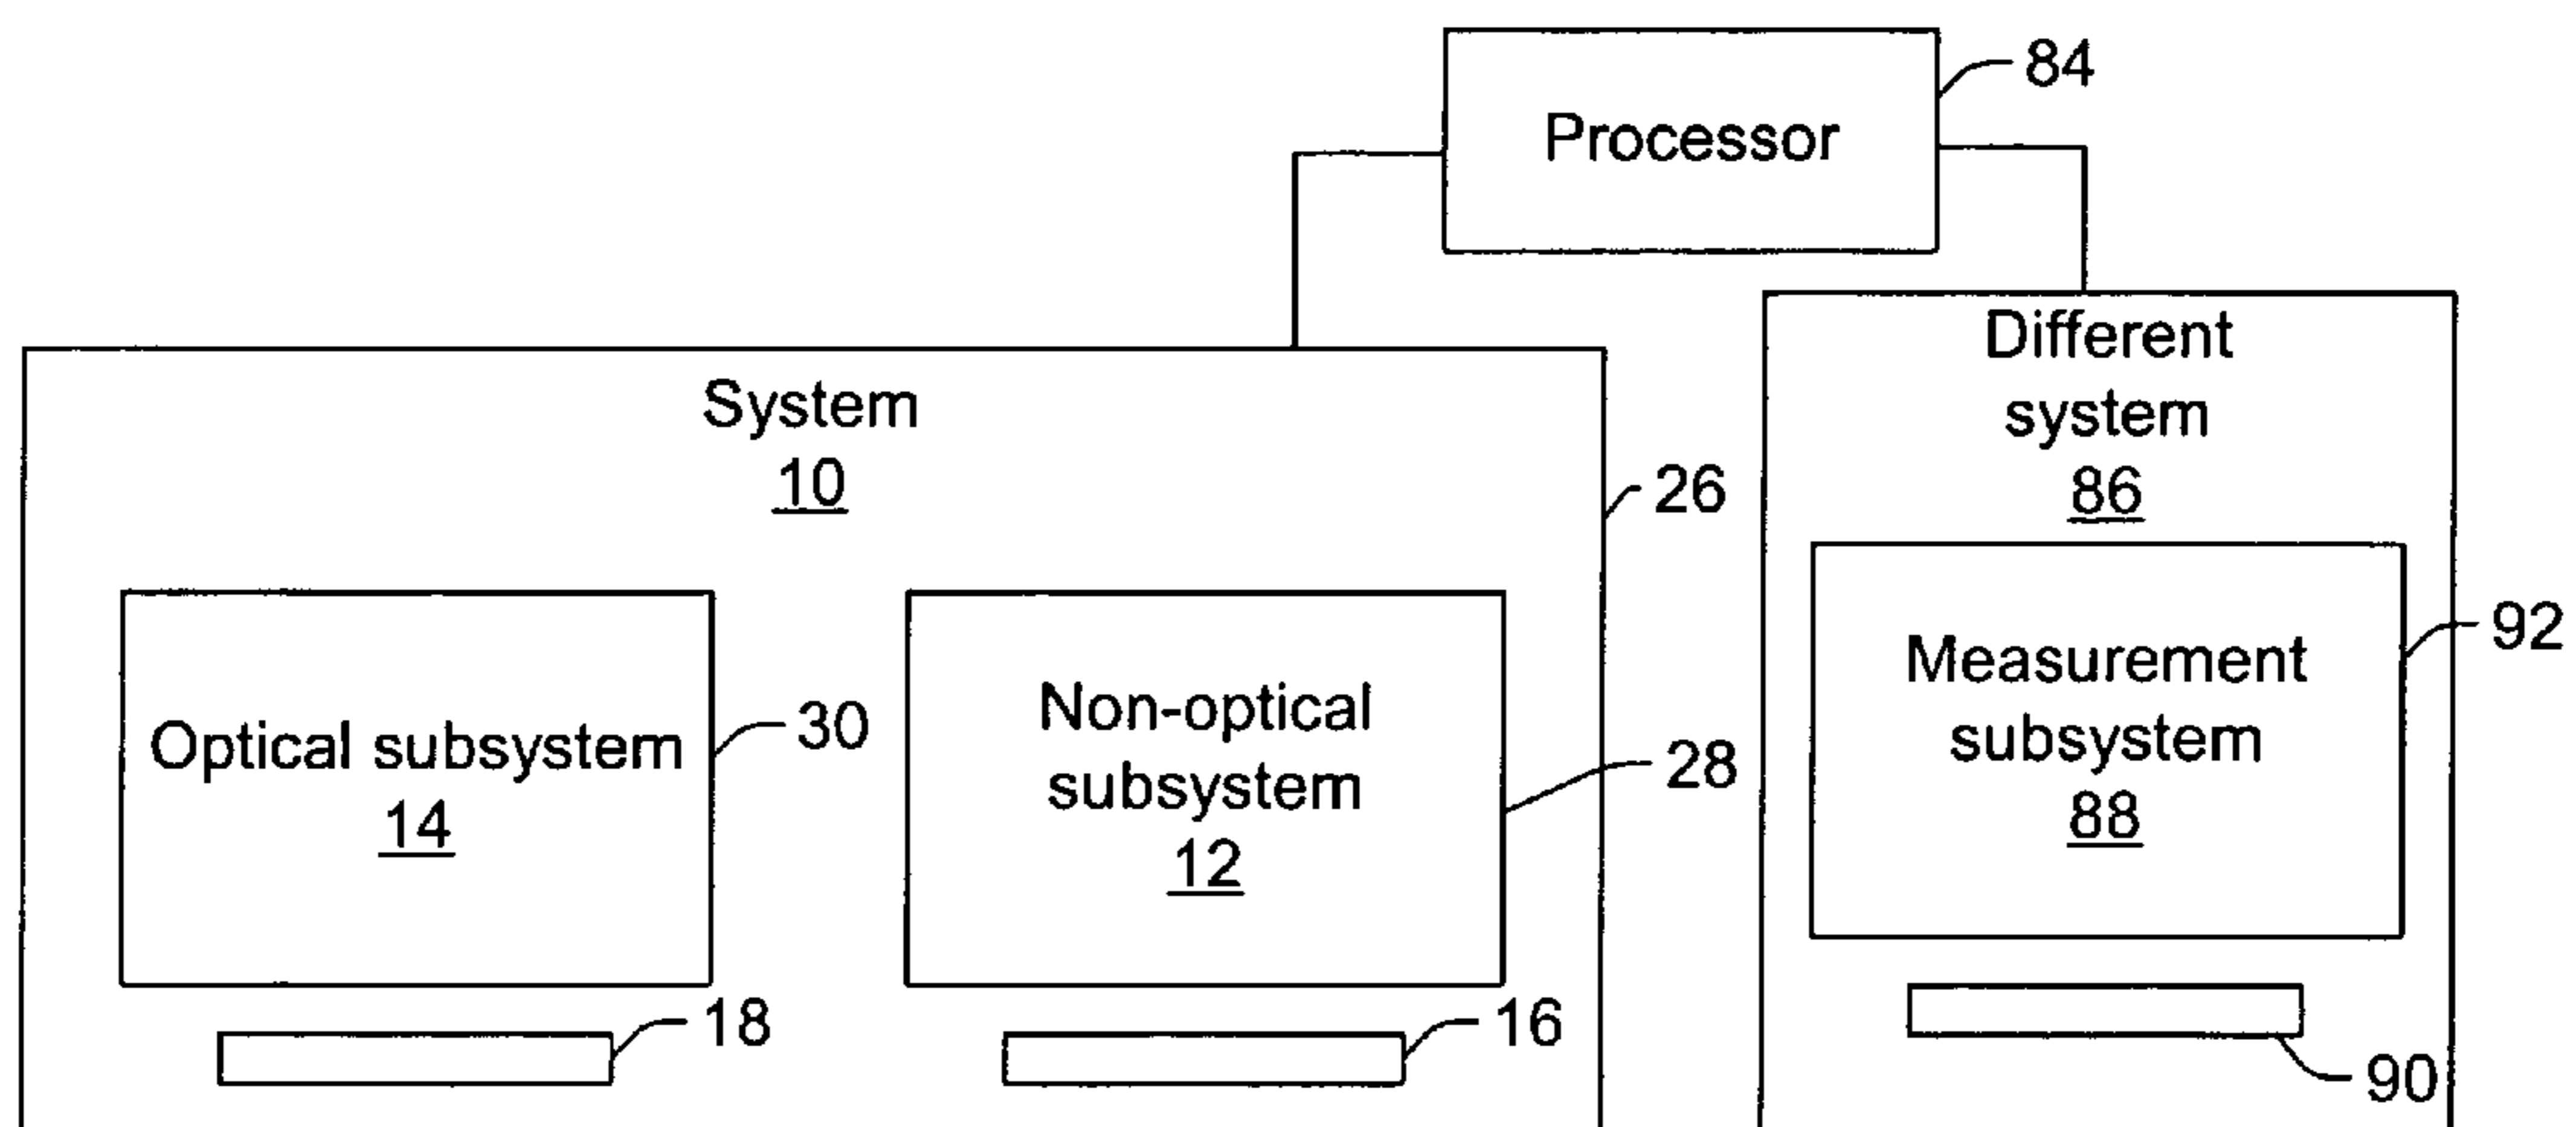 84
Processor
Different
system
86
System
10
26
92
Measurement
subsystem
88
Non-optical
subsystem
12
30
Optical subsystem
14
28
18
16
90